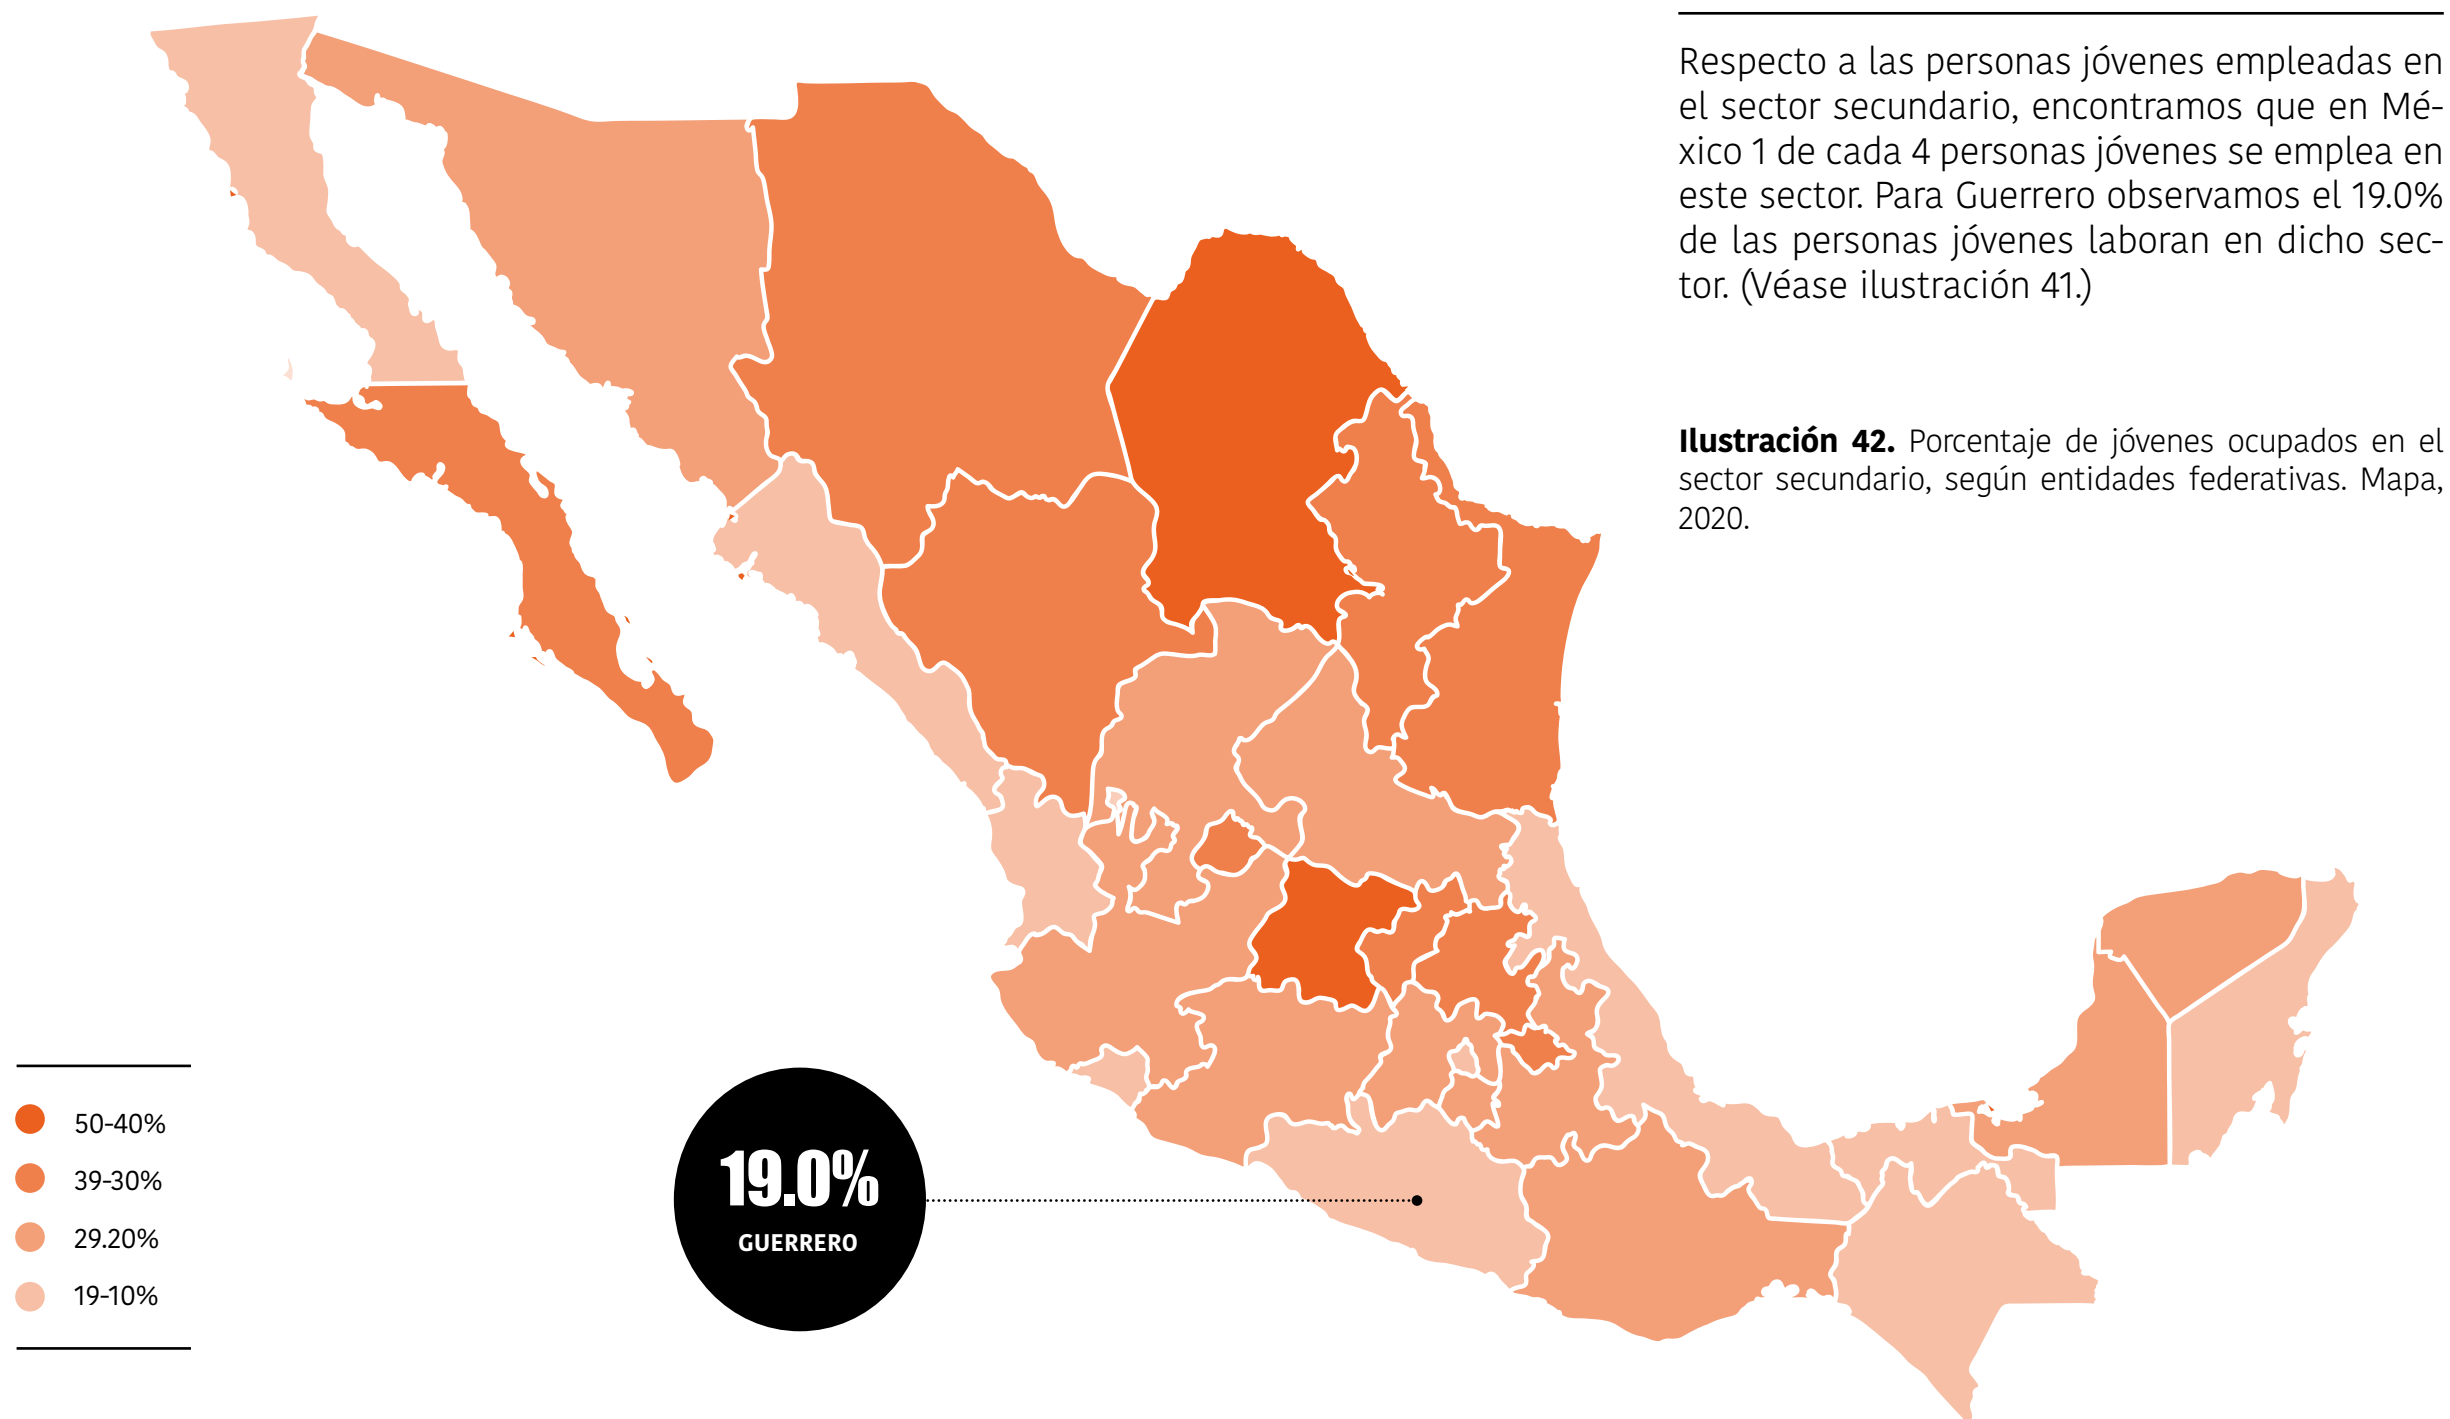 Respecto a las personas jóvenes empleadas en
el sector secundario, encontramos que en Mé-
xico 1 de cada 4 personas jóvenes se emplea en
este sector. Para Guerrero observamos el 19.0%
de las personas jóvenes laboran en dicho sec-
tor. (Véase ilustración 41.)
Ilustración 42. Porcentaje de jóvenes ocupados en el
sector secundario, según entidades federativas. Mapa,
2020.
50-40%
39-30%
29.20%
19-10%
19.0%
GUERRERO